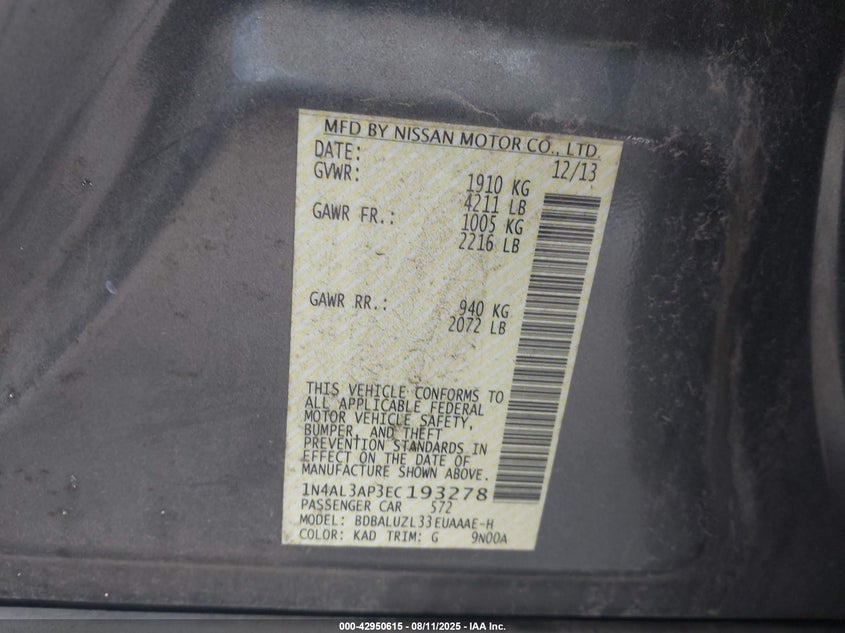 MFD BY NISSAN MOTOR CO., LTD.
DATE: 12/13
GVWR: 1910 KG
4211 LB
GAWR FR.: 1005 KG
2216 LB
GAWR RR.: 940 KG
2072 LB
THIS VEHICLE CONFORMS TO
ALL APPLICABLE FEDERAL
MOTOR VEHICLE SAFETY,
BUMPER, AND THEFT
PREVENTION STANDARDS IN
EFFECT ON THE DATE OF
MANUFACTURE SHOWN ABOVE.
1N4AL3AP3EC193278
PASSENGER CAR 572
MODEL: BDBALUZL33EUAAAE-H
COLOR: KAD TRIM: G 9N00A
000-42950615 - 08/11/2025 - IAA Inc.